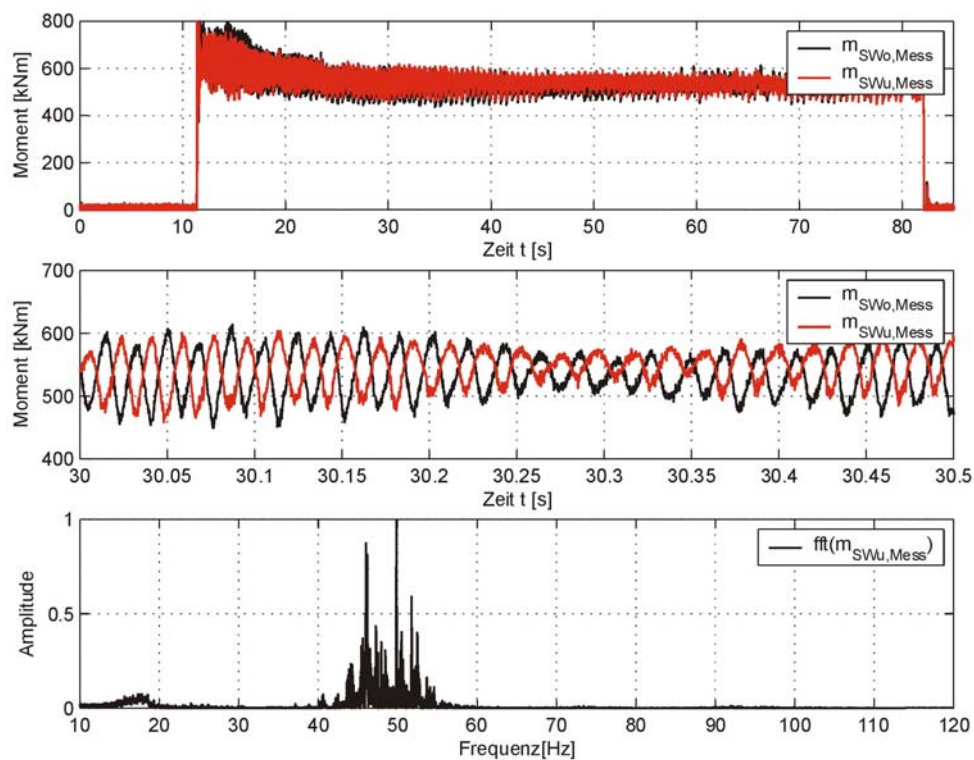 800
600
400
200
0
Moment [kNm]
m_SWo,Mess
m_SWu,Mess
0 10 20 30 40 50 60 70 80
Zeit t [s]
700
600
500
400
Moment [kNm]
m_SWo,Mess
m_SWu,Mess
30 30.05 30.1 30.15 30.2 30.25 30.3 30.35 30.4 30.45 30.5
Zeit t [s]
1
0.5
0
Amplitude
fft(m_SWu,Mess)
10 20 30 40 50 60 70 80 90 100 110 120
Frequenz[Hz]